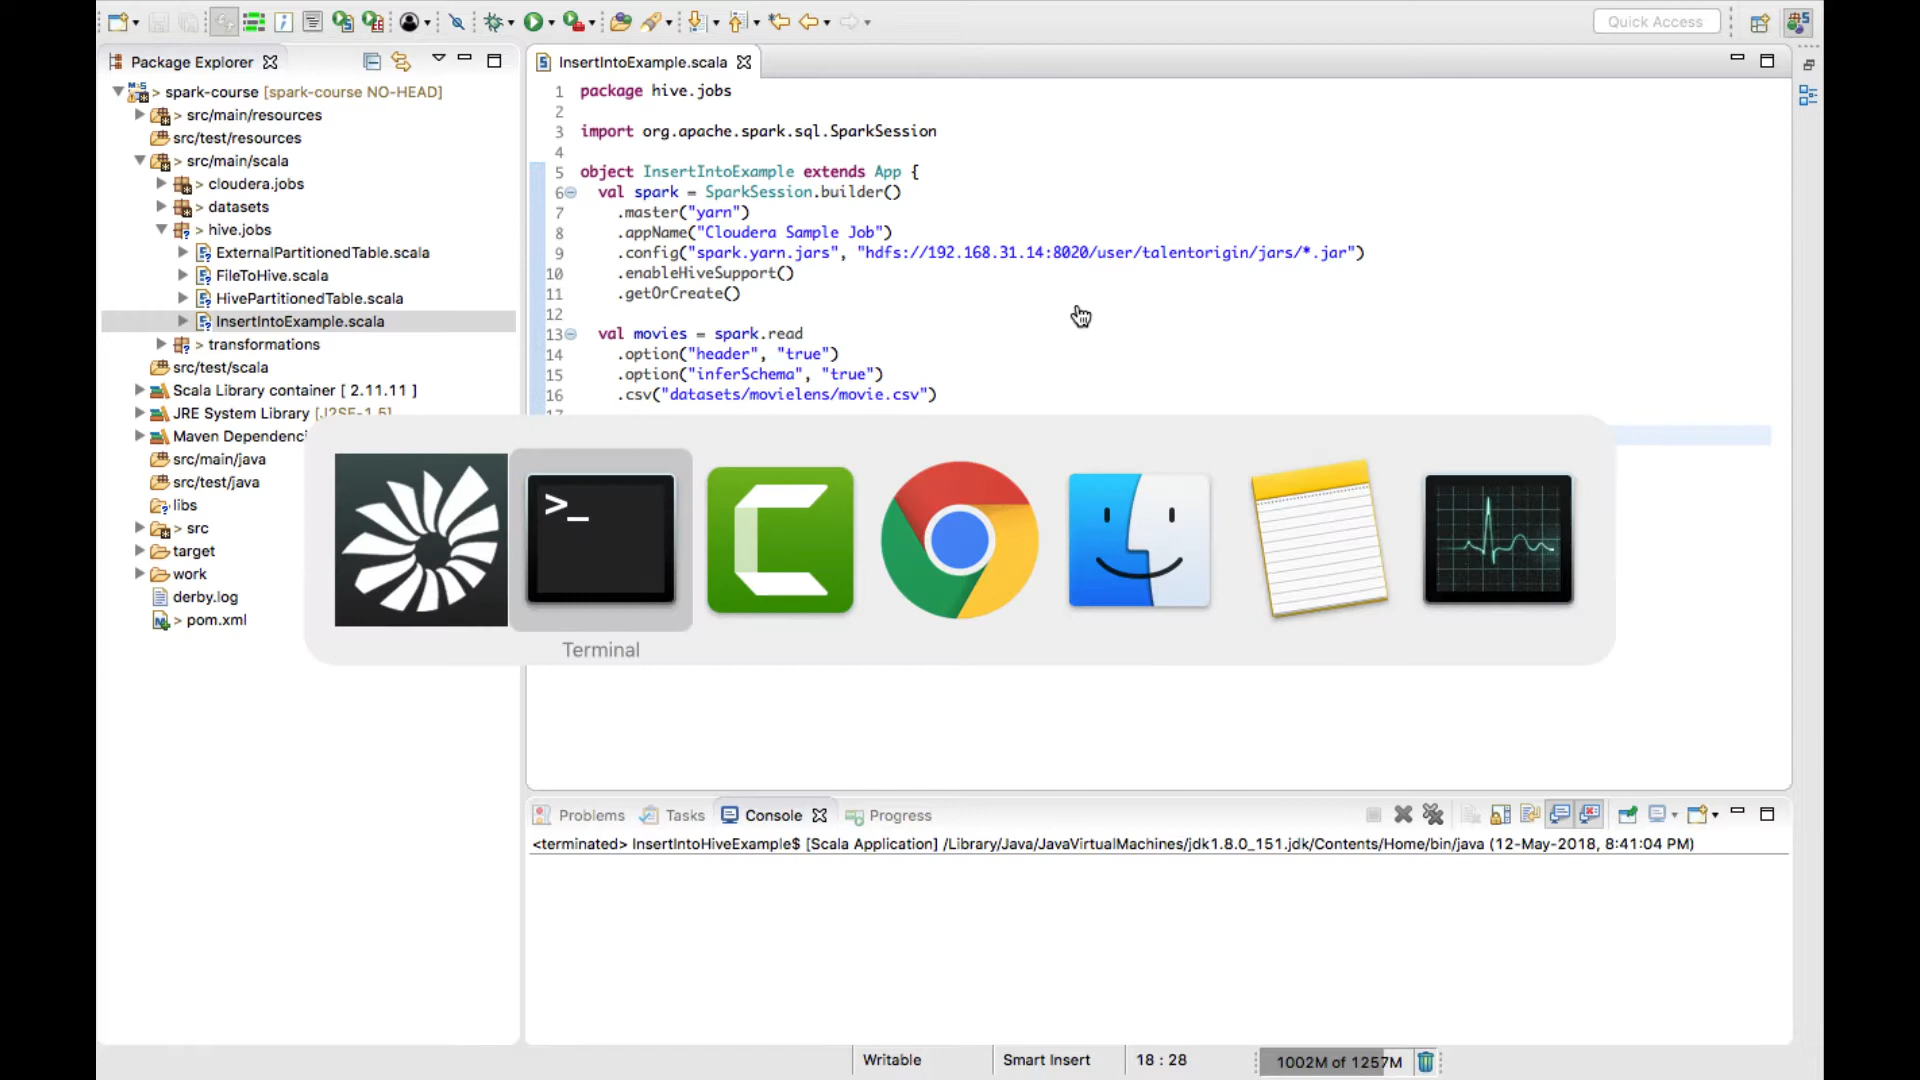 Quick Access
Package Explorer
> spark-course [spark-course NO-HEAD]
> src/main/resources
src/test/resources
> src/main/scala
> cloudera.jobs
> datasets
> hive.jobs
ExternalPartitionedTable.scala
FileToHive.scala
HivePartitionedTable.scala
InsertIntoExample.scala
> transformations
src/test/scala
Scala Library container [ 2.11.11 ]
JRE System Library [J2SE-1.5]
Maven Dependenci
src/main/java
src/test/java
libs
> src
target
work
derby.log
> pom.xml
InsertIntoExample.scala
1 package hive.jobs
2
3 import org.apache.spark.sql.SparkSession
4
5 object InsertIntoExample extends App {
6 val spark = SparkSession.builder()
7 .master("yarn")
8 .appName("Cloudera Sample Job")
9 .config("spark.yarn.jars", "hdfs://192.168.31.14:8020/user/talentorigin/jars/*.jar")
10 .enableHiveSupport()
11 .getOrCreate()
12
13 val movies = spark.read
14 .option("header", "true")
15 .option("inferSchema", "true")
16 .csv("datasets/movielens/movie.csv")
17
>_
Terminal
Problems Tasks Console Progress
<terminated> InsertIntoHiveExample$ [Scala Application] /Library/Java/JavaVirtualMachines/jdk1.8.0_151.jdk/Contents/Home/bin/java (12-May-2018, 8:41:04 PM)
Writable Smart Insert 18 : 28 1002M of 1257M